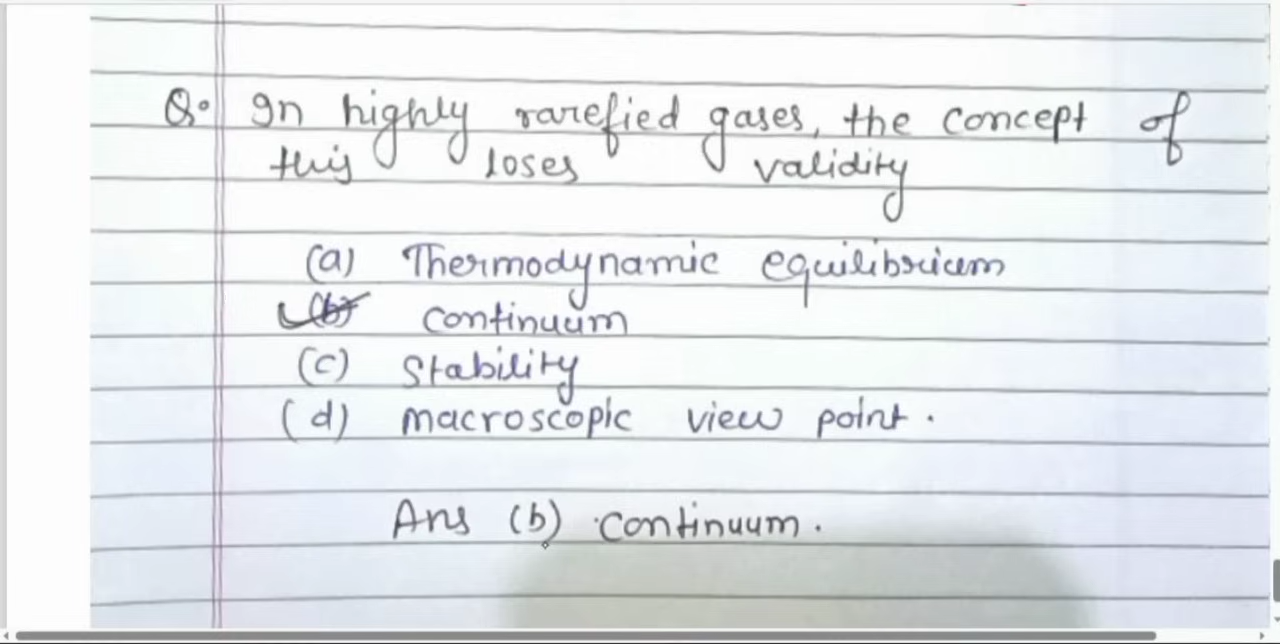 Q. In highly rarefied gases, the concept of
this loses validity
(a) Thermodynamic equilibrium
(b) continuum
(c) Stability
(d) macroscopic view point.
Ans (b) continuum.